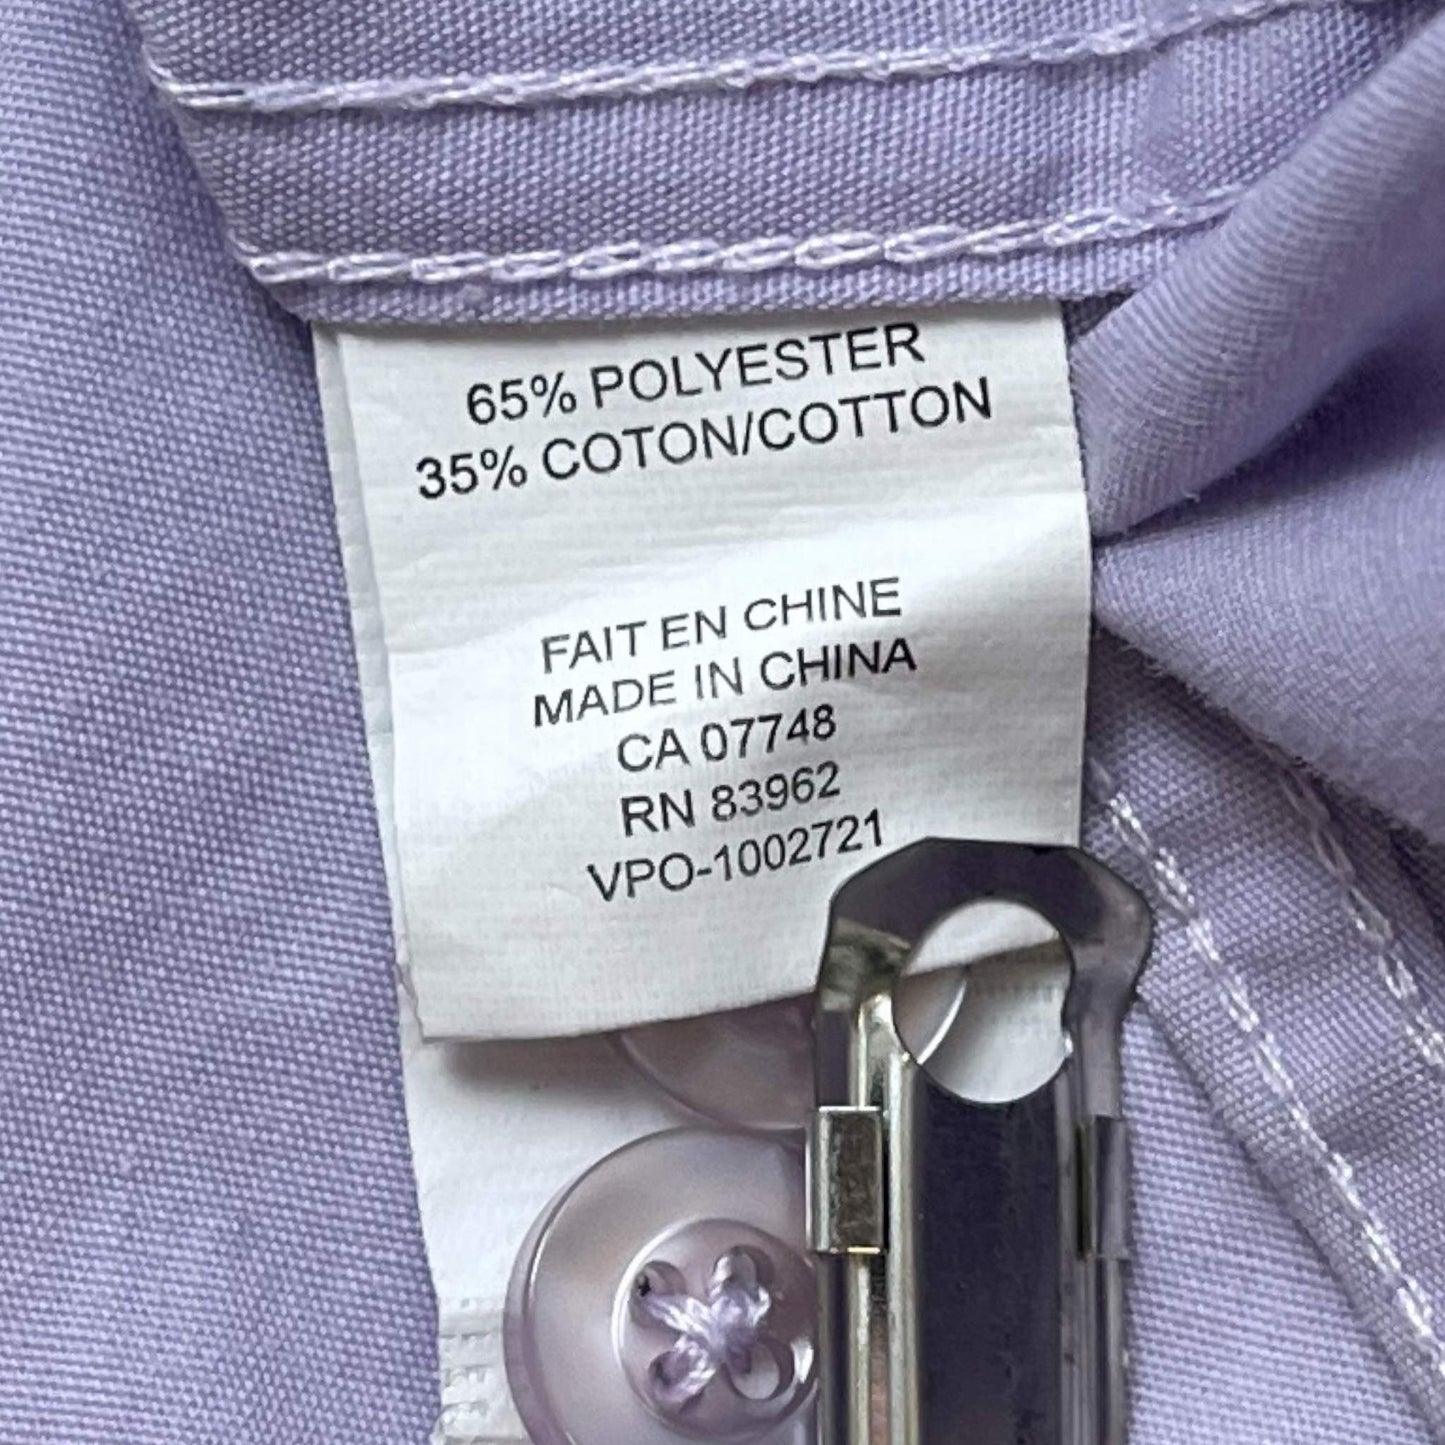 65% POLYESTER
35% COTON/COTTON
FAIT EN CHINE
MADE IN CHINA
CA 07748
RN 83962
VPO-1002721